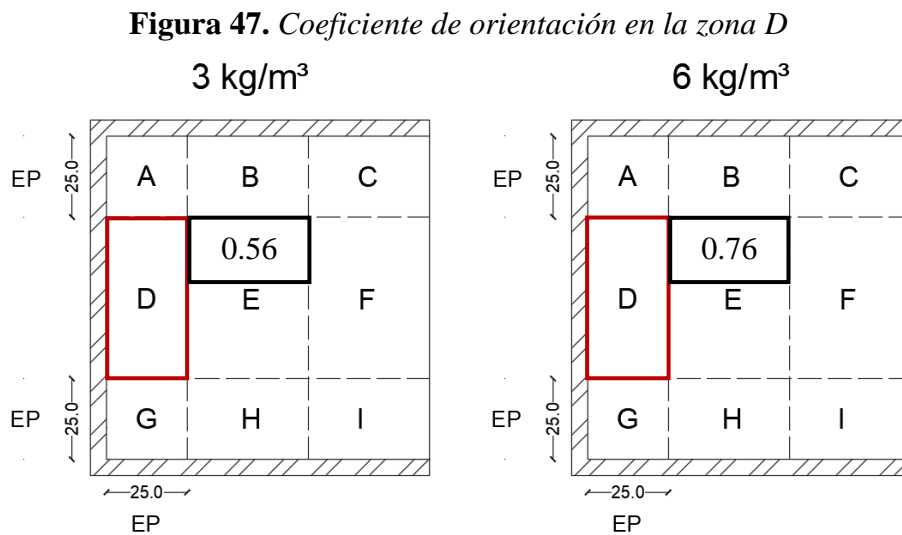 Figura 47. Coeficiente de orientación en la zona D
3 kg/m³
EP
25.0
A
B
C
0.56
D
E
F
EP
25.0
G
H
I
25.0
EP
6 kg/m³
EP
25.0
A
B
C
0.76
D
E
F
EP
25.0
G
H
I
25.0
EP